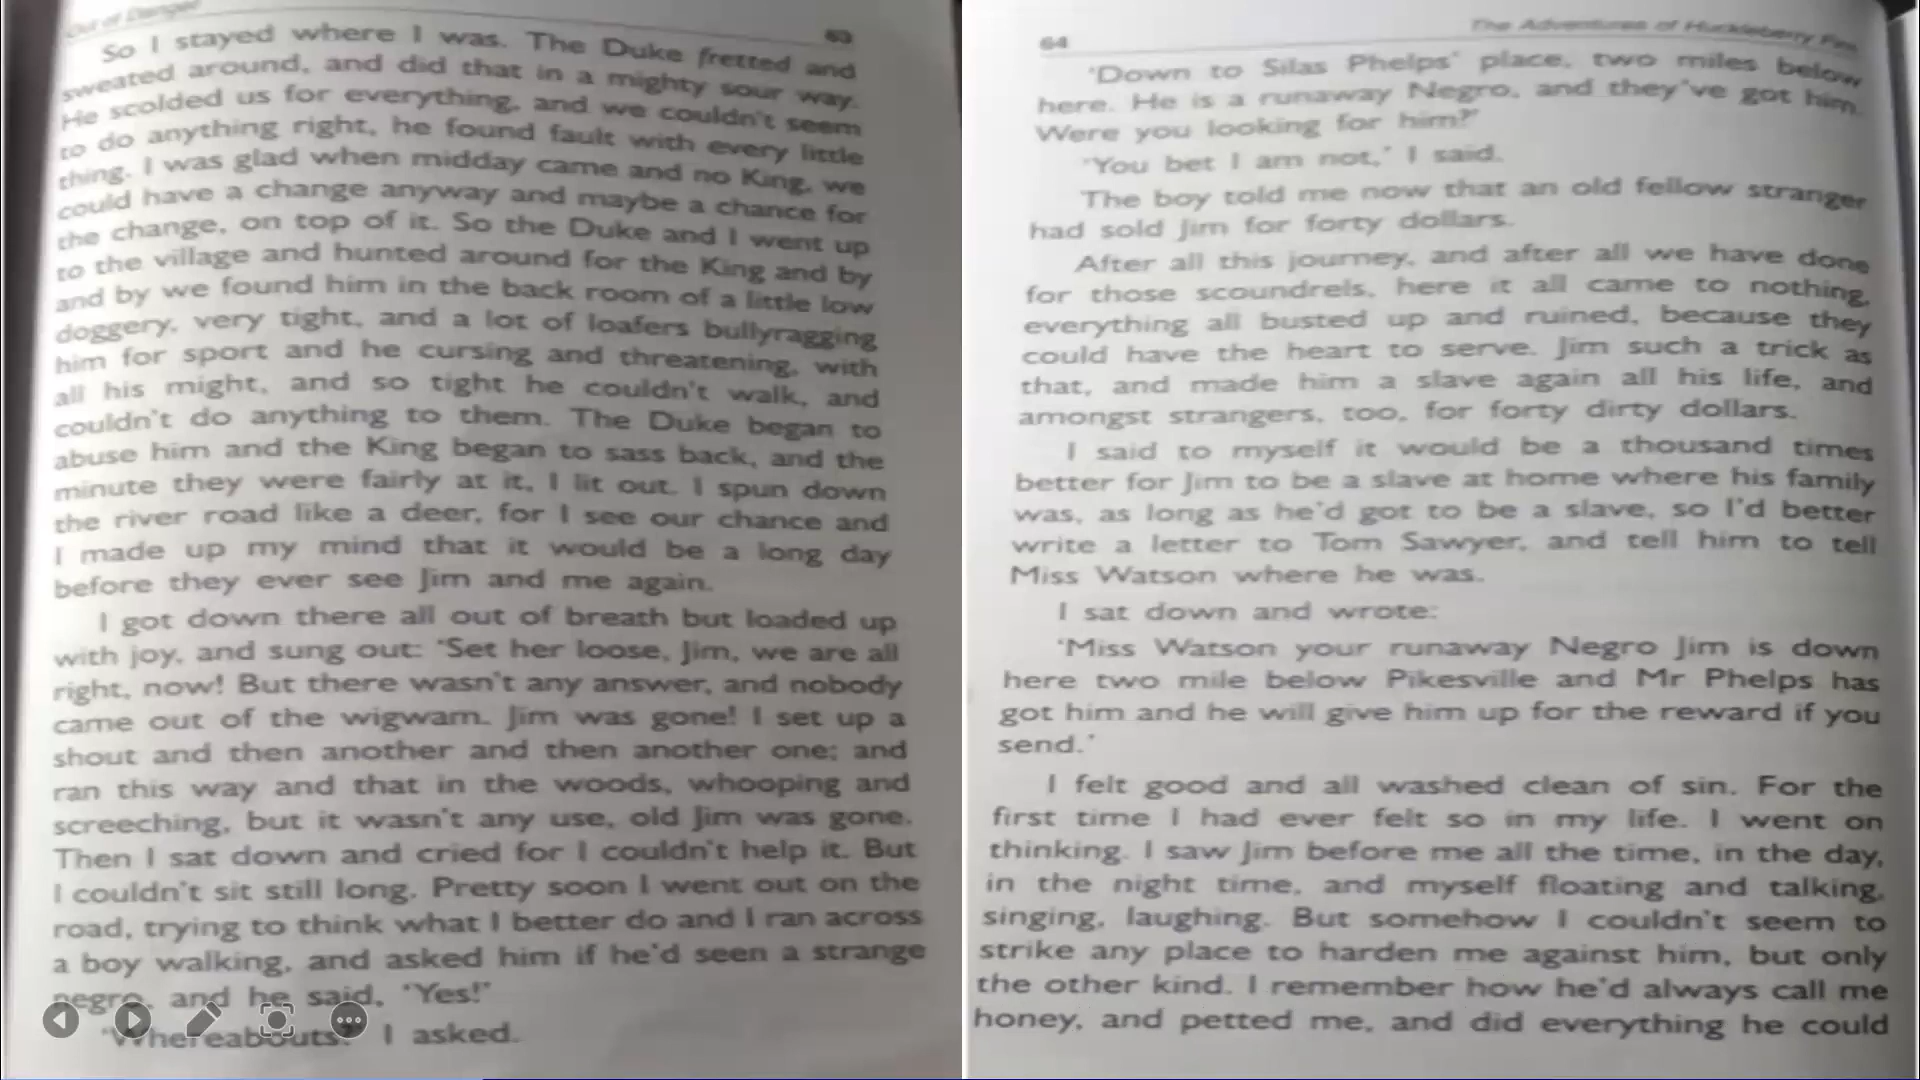 Out of Danger
63
So I stayed where I was. The Duke fretted and
sweated around, and did that in a mighty sour way.
He scolded us for everything, and we couldn't seem
to do anything right, he found fault with every little
thing. I was glad when midday came and no King, we
could have a change anyway and maybe a chance for
the change, on top of it. So the Duke and I went up
to the village and hunted around for the King and by
and by we found him in the back room of a little low
doggery, very tight, and a lot of loafers bullyragging
him for sport and he cursing and threatening, with
all his might, and so tight he couldn't walk, and
couldn't do anything to them. The Duke began to
abuse him and the King began to sass back, and the
minute they were fairly at it, I lit out. I spun down
the river road like a deer, for I see our chance and
I made up my mind that it would be a long day
before they ever see Jim and me again.
I got down there all out of breath but loaded up
with joy, and sung out: 'Set her loose, Jim, we are all
right, now! But there wasn't any answer, and nobody
came out of the wigwam. Jim was gone! I set up a
shout and then another and then another one; and
ran this way and that in the woods, whooping and
screeching, but it wasn't any use, old Jim was gone.
Then I sat down and cried for I couldn't help it. But
I couldn't sit still long. Pretty soon I went out on the
road, trying to think what I better do and I ran across
a boy walking, and asked him if he'd seen a strange
negro, and he said, 'Yes!'
'Whereabouts?' I asked.
64
The Adventures of Huckleberry Finn
'Down to Silas Phelps' place, two miles below
here. He is a runaway Negro, and they've got him.
Were you looking for him?'
'You bet I am not,' I said.
The boy told me now that an old fellow stranger
had sold Jim for forty dollars.
After all this journey, and after all we have done
for those scoundrels, here it all came to nothing,
everything all busted up and ruined, because they
could have the heart to serve. Jim such a trick as
that, and made him a slave again all his life, and
amongst strangers, too, for forty dirty dollars.
I said to myself it would be a thousand times
better for Jim to be a slave at home where his family
was, as long as he'd got to be a slave, so I'd better
write a letter to Tom Sawyer, and tell him to tell
Miss Watson where he was.
I sat down and wrote:
'Miss Watson your runaway Negro Jim is down
here two mile below Pikesville and Mr Phelps has
got him and he will give him up for the reward if you
send.'
I felt good and all washed clean of sin. For the
first time I had ever felt so in my life. I went on
thinking. I saw Jim before me all the time, in the day,
in the night time, and myself floating and talking,
singing, laughing. But somehow I couldn't seem to
strike any place to harden me against him, but only
the other kind. I remember how he'd always call me
honey, and petted me, and did everything he could